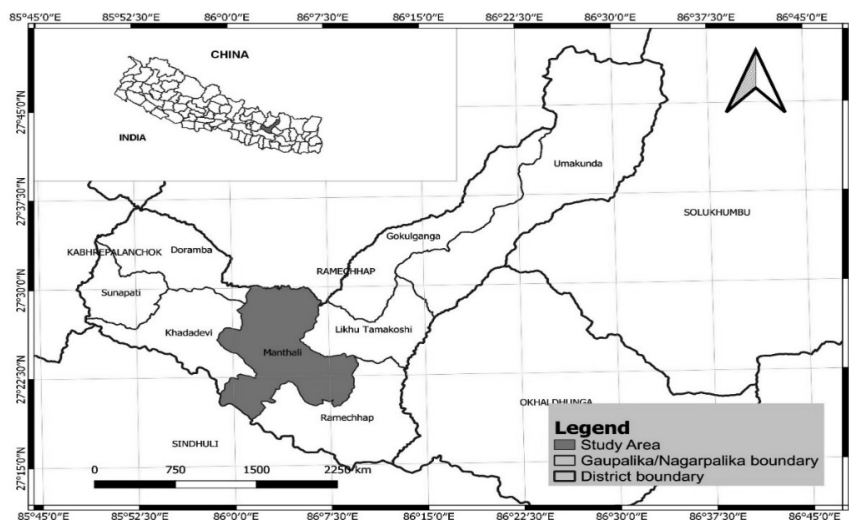 85°45'0"E 85°52'30"E 86°0'0"E 86°7'30"E 86°15'0"E 86°22'30"E 86°30'0"E 86°37'30"E 86°45'0"E
CHINA
INDIA
27°45'0"N
27°37'30"N
27°30'0"N
27°22'30"N
27°15'0"N
Umakunda
SOLUKHUMBU
Gokulganga
KABHREPALANCHOK
Doramba
RAMECHHAP
Sunapati
Khadadevi
Likhu Tamakoshi
Manthali
OKHALDHUNGA
Ramechhap
SINDHULI
Legend
Study Area
Gaupalika/Nagarpalika boundary
District boundary
0 750 1500 2250 km
85°45'0"E 85°52'30"E 86°0'0"E 86°7'30"E 86°15'0"E 86°22'30"E 86°30'0"E 86°37'30"E 86°45'0"E